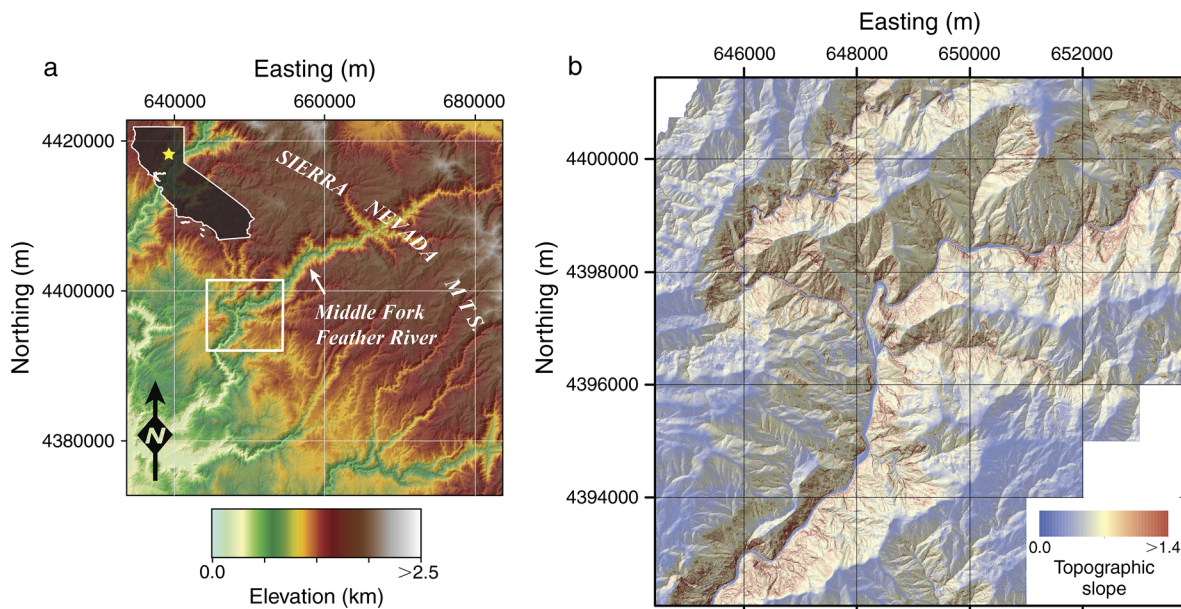 a
Easting (m)
640000 660000 680000
4420000
4400000
4380000
Northing (m)
SIERRA
NEVADA
MTS.
Middle Fork
Feather River
N
0.0 >2.5
Elevation (km)
b
Easting (m)
646000 648000 650000 652000
4400000
4398000
4396000
4394000
Northing (m)
0.0 >1.4
Topographic
slope